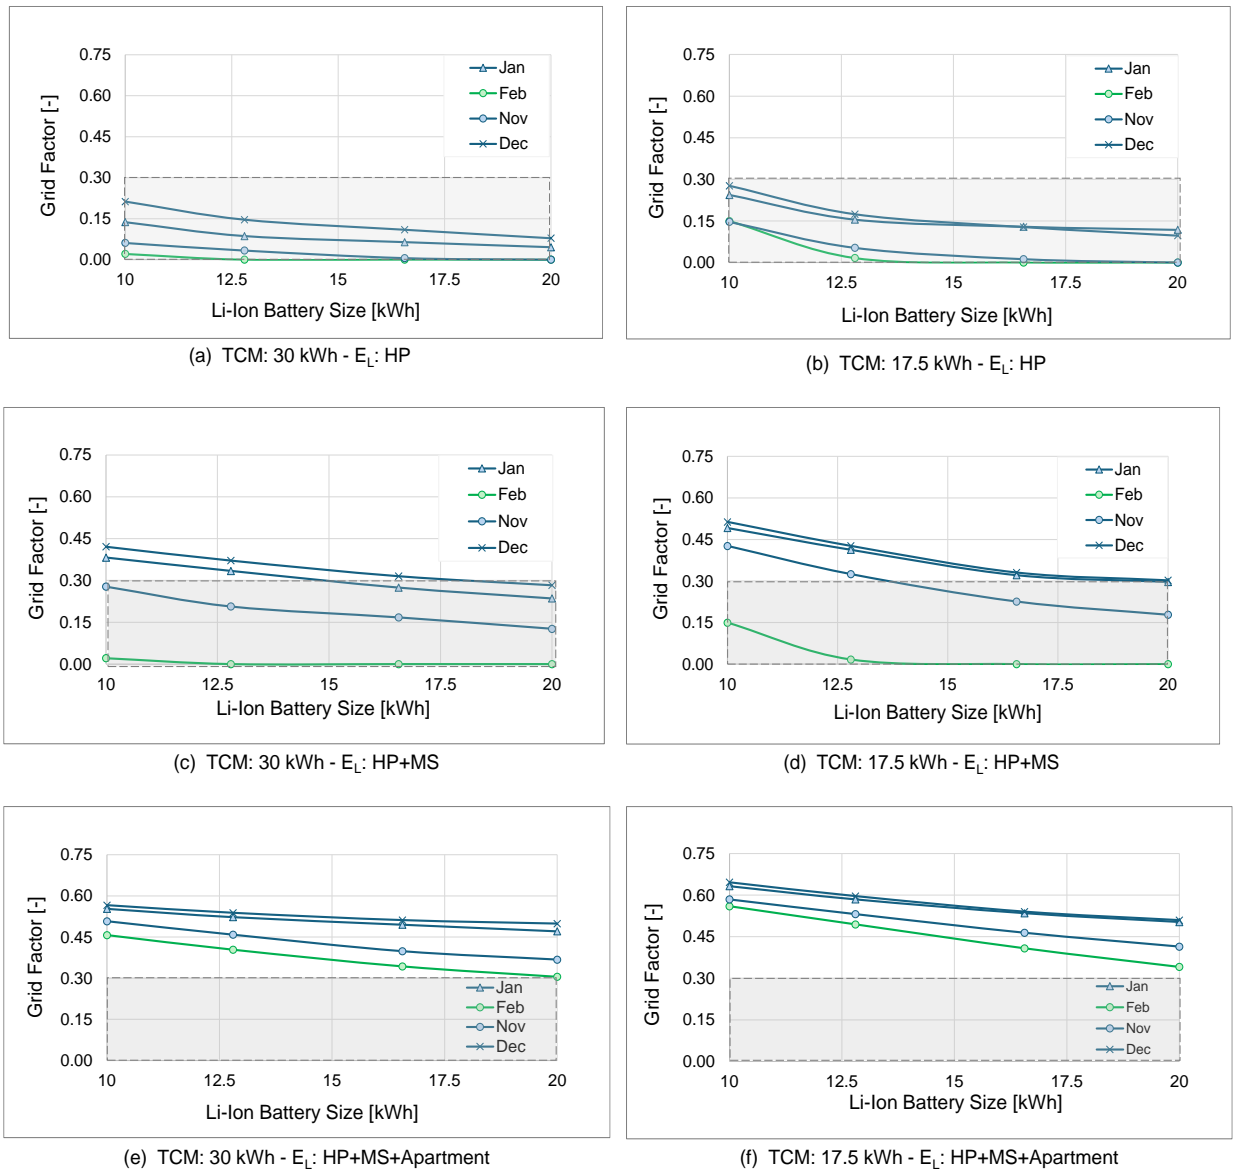 0.75
0.60
0.45
0.30
0.15
0.00
Grid Factor [-]
Jan
Feb
Nov
Dec
10
12.5
15
17.5
20
Li-Ion Battery Size [kWh]
(a) TCM: 30 kWh - EL: HP
0.75
0.60
0.45
0.30
0.15
0.00
Grid Factor [-]
Jan
Feb
Nov
Dec
10
12.5
15
17.5
20
Li-Ion Battery Size [kWh]
(b) TCM: 17.5 kWh - EL: HP
0.75
0.60
0.45
0.30
0.15
0.00
Grid Factor [-]
Jan
Feb
Nov
Dec
10
12.5
15
17.5
20
Li-Ion Battery Size [kWh]
(c) TCM: 30 kWh - EL: HP+MS
0.75
0.60
0.45
0.30
0.15
0.00
Grid Factor [-]
Jan
Feb
Nov
Dec
10
12.5
15
17.5
20
Li-Ion Battery Size [kWh]
(d) TCM: 17.5 kWh - EL: HP+MS
0.75
0.60
0.45
0.30
0.15
0.00
Grid Factor [-]
Jan
Feb
Nov
Dec
10
12.5
15
17.5
20
Li-Ion Battery Size [kWh]
(e) TCM: 30 kWh - EL: HP+MS+Apartment
0.75
0.60
0.45
0.30
0.15
0.00
Grid Factor [-]
Jan
Feb
Nov
Dec
10
12.5
15
17.5
20
Li-Ion Battery Size [kWh]
(f) TCM: 17.5 kWh - EL: HP+MS+Apartment